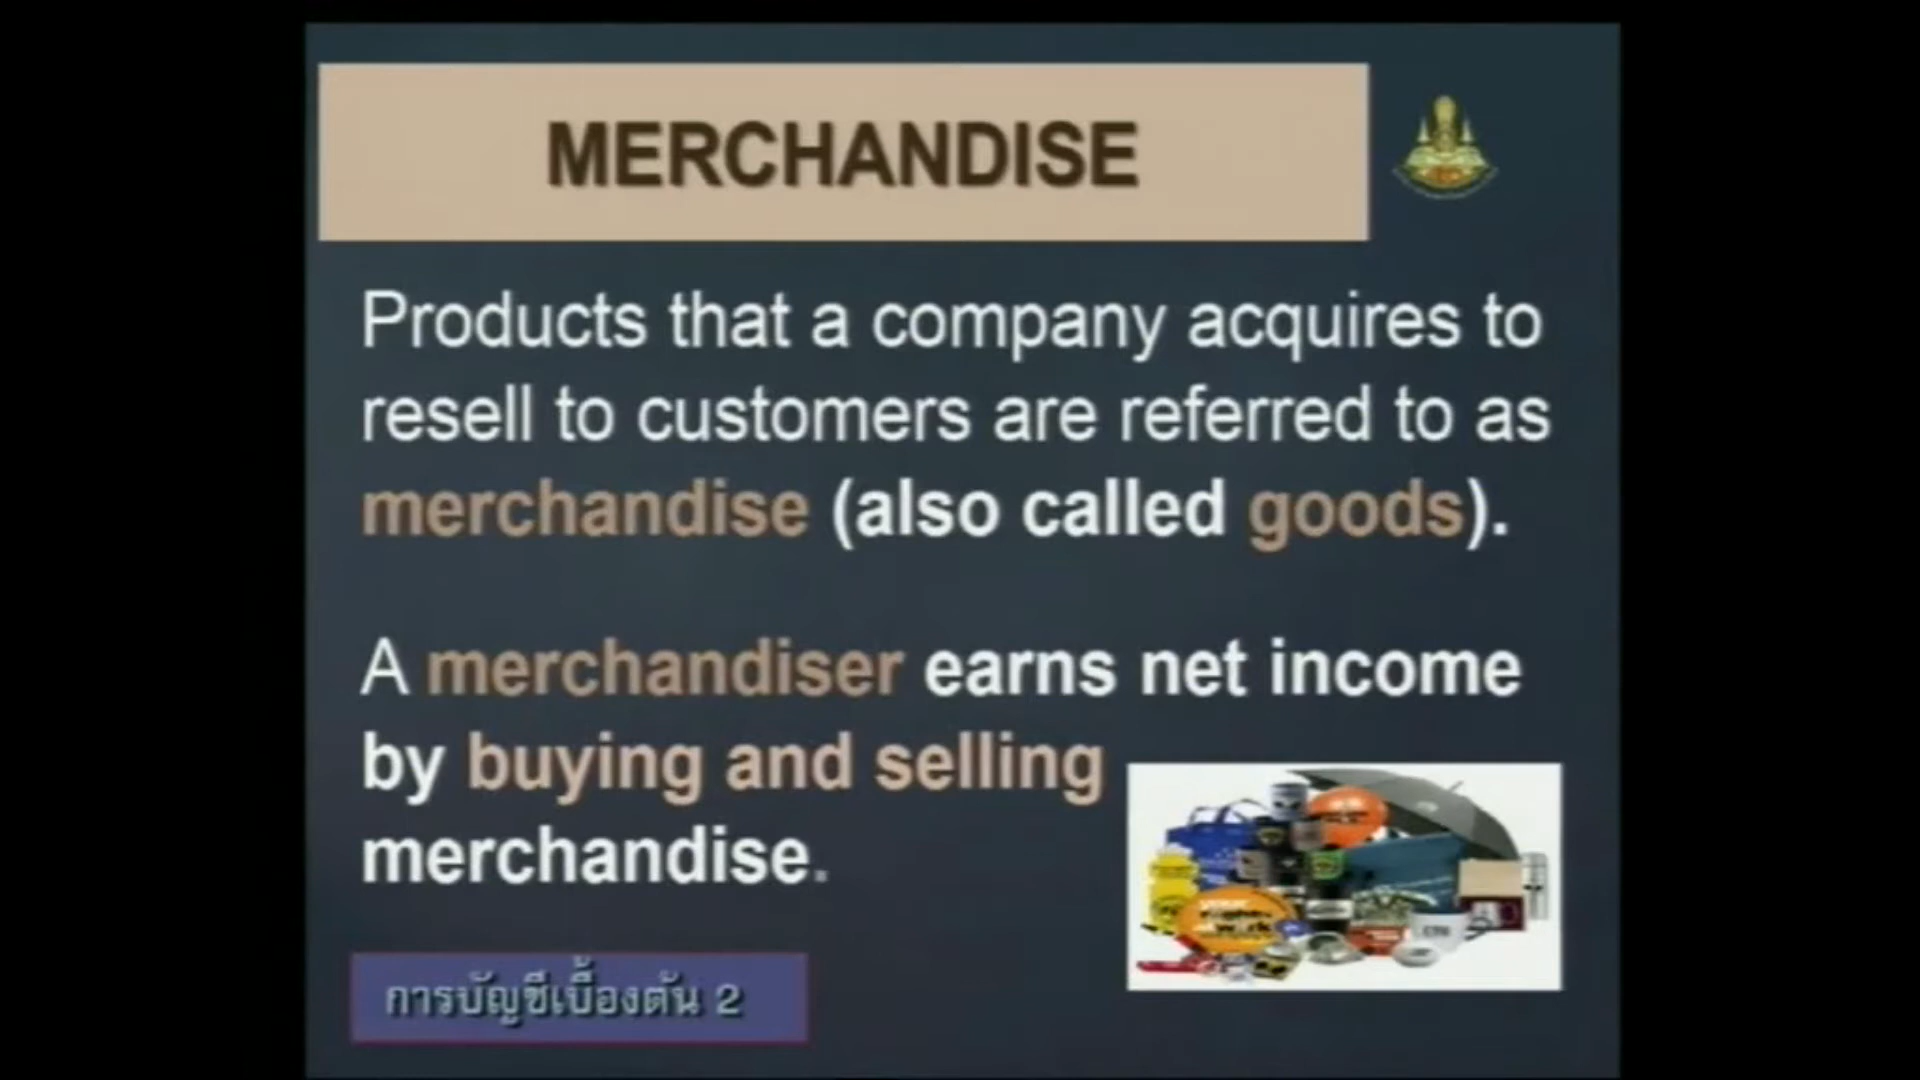 MERCHANDISE
Products that a company acquires to
resell to customers are referred to as
merchandise (also called goods).
A merchandiser earns net income
by buying and selling
merchandise.
การบัญชีเบื้องต้น 2